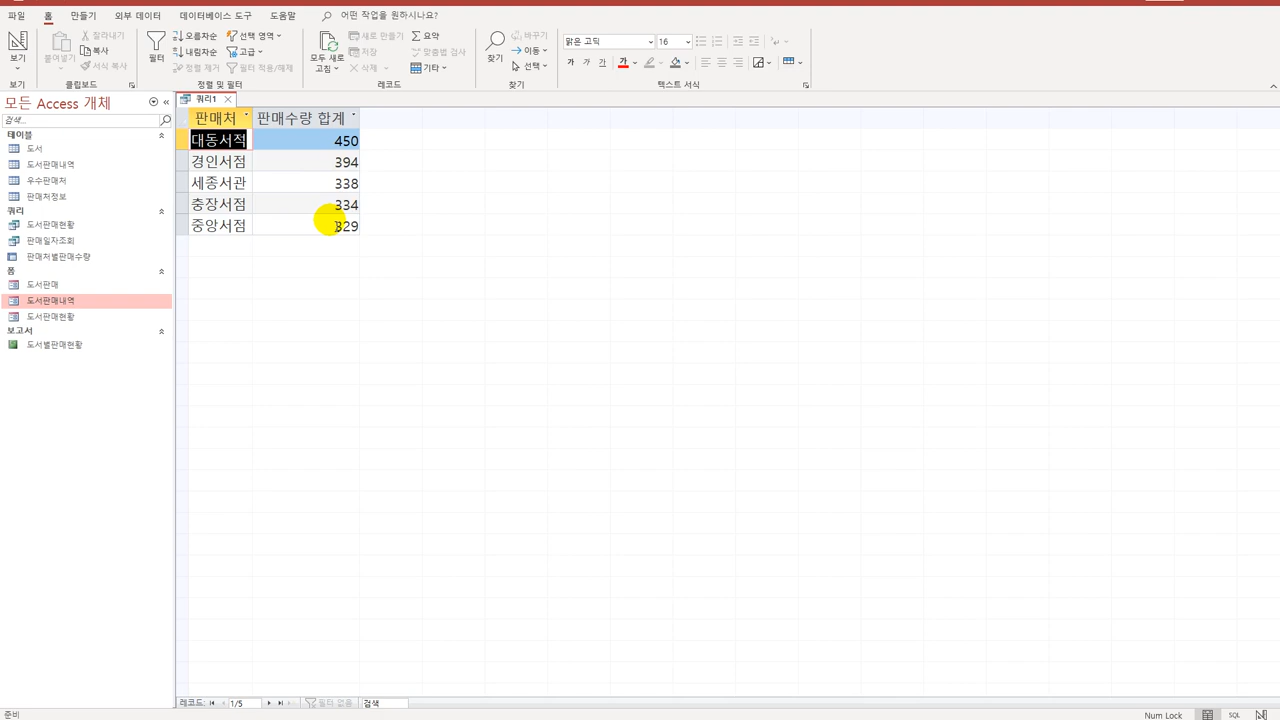 파일 홈 만들기 외부 데이터 데이터베이스 도구 도움말 어떤 작업을 원하시나요?
보기
보기
붙여넣기
잘라내기
복사
서식 복사
클립보드
필터
오름차순
내림차순
정렬 제거
선택 영역
고급
필터 적용/해제
정렬 및 필터
모두 새로
고침
새로 만들기
저장
삭제
요약
맞춤법 검사
기타
레코드
찾기
바꾸기
이동
선택
찾기
맑은 고딕 16
가 가 가 가
텍스트 서식
모든 Access 개체
검색...
테이블
도서
도서판매내역
우수판매처
판매처정보
쿼리
도서판매현황
판매일자조회
판매처별판매수량
폼
도서판매
도서판매내역
도서판매현황
보고서
도서별판매현황
쿼리1
판매처 판매수량 합계
대동서적 450
경인서점 394
세종서관 338
충장서점 334
중앙서점 329
레코드: 1/5 필터 없음 검색
준비 Num Lock SQL